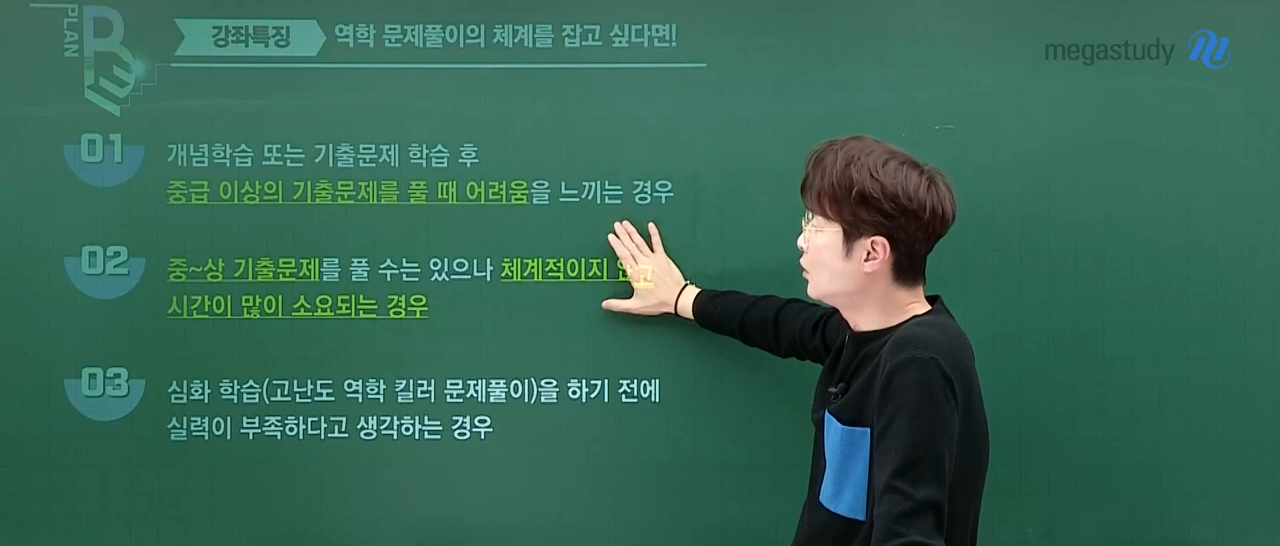 PLAN
B
강좌특징 역학 문제풀이의 체계를 잡고 싶다면!
megastudy
01
개념학습 또는 기출문제 학습 후
중급 이상의 기출문제를 풀 때 어려움을 느끼는 경우
02
중~상 기출문제를 풀 수는 있으나 체계적이지 않고
시간이 많이 소요되는 경우
03
심화 학습(고난도 역학 킬러 문제풀이)을 하기 전에
실력이 부족하다고 생각하는 경우